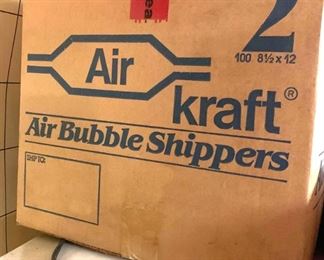 2
100 8½ x 12
Air
kraft®
Air Bubble Shippers
SHIP TO: